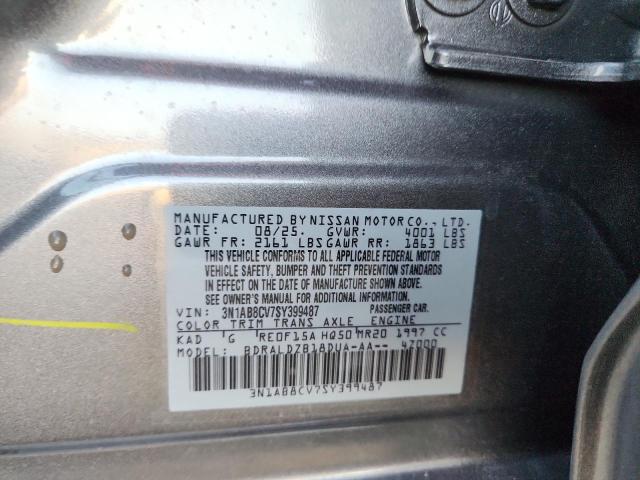 MANUFACTURED BY NISSAN MOTOR CO., LTD.
DATE: 08/25. GVWR: 4001 LBS
GAWR FR: 2161 LBS GAWR RR: 1863 LBS
THIS VEHICLE CONFORMS TO ALL APPLICABLE FEDERAL MOTOR
VEHICLE SAFETY, BUMPER AND THEFT PREVENTION STANDARDS
IN EFFECT ON THE DATE OF MANUFACTURE SHOWN ABOVE.
SEE OWNER'S MANUAL FOR ADDITIONAL INFORMATION.
VIN: 3N1AB8CV7SY399487 PASSENGER CAR.
COLOR TRIM TRANS AXLE ENGINE
KAD G RE0F15A HQ50 MR20 1997 CC
BDRALDZB18DUA-AA-- 4Z000
3N1AB8CV7SY399487